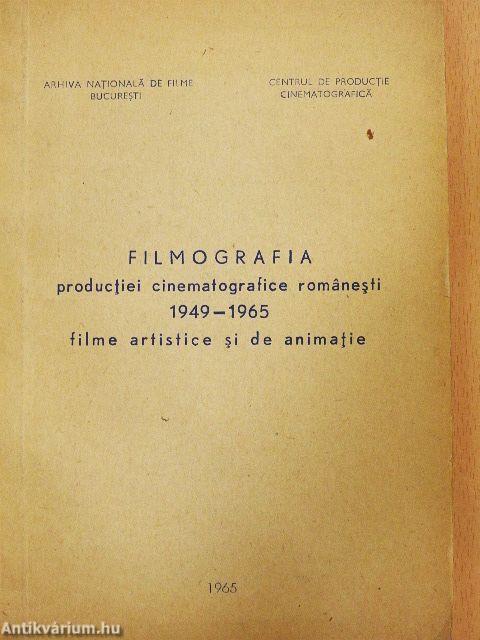 ARHIVA NAȚIONALĂ DE FILME
BUCUREȘTI
CENTRUL DE PRODUCȚIE
CINEMATOGRAFICĂ
FILMOGRAFIA
producției cinematografice românești
1949-1965
filme artistice și de animație
1965
Antikvárium.hu